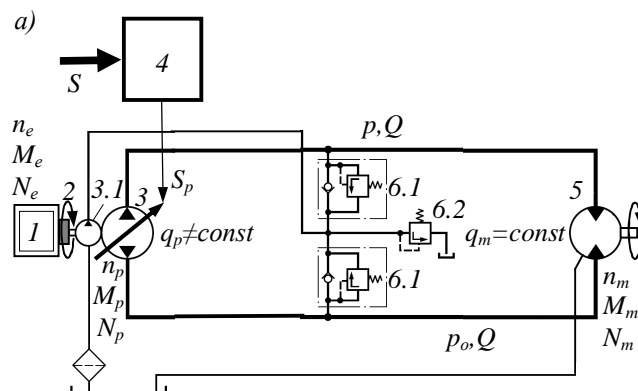 a)
4
S
p,Q
n_e
M_e
N_e
2
3.1
3
S_p
6.1
5
1
q_p≠const
6.2
q_m=const
n_p
M_p
N_p
6.1
n_m
M_m
N_m
p_o,Q